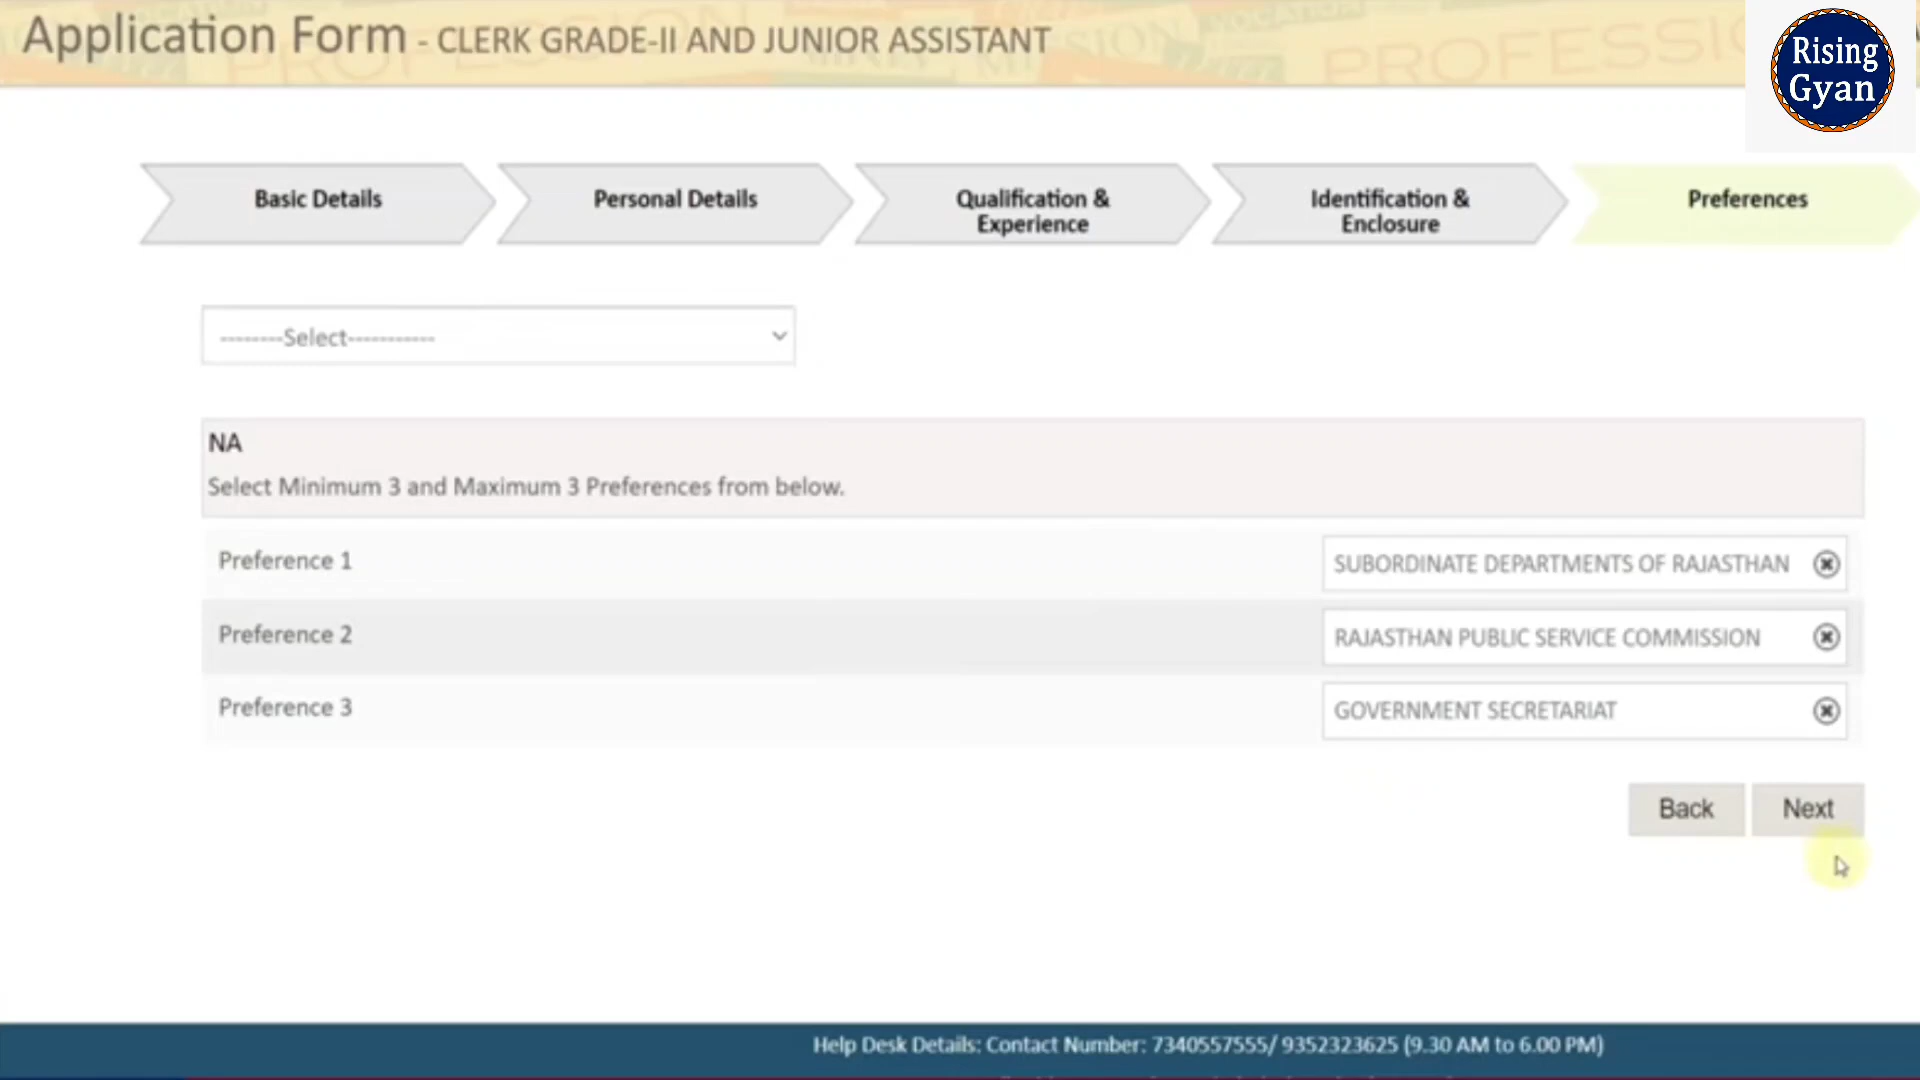 Application Form - CLERK GRADE-II AND JUNIOR ASSISTANT
Rising
Gyan
Basic Details
Personal Details
Qualification &
Experience
Identification &
Enclosure
Preferences
--------Select-----------
NA
Select Minimum 3 and Maximum 3 Preferences from below.
Preference 1
SUBORDINATE DEPARTMENTS OF RAJASTHAN
Preference 2
RAJASTHAN PUBLIC SERVICE COMMISSION
Preference 3
GOVERNMENT SECRETARIAT
Back
Next
Help Desk Details: Contact Number: 7340557555/ 9352323625 (9.30 AM to 6.00 PM)